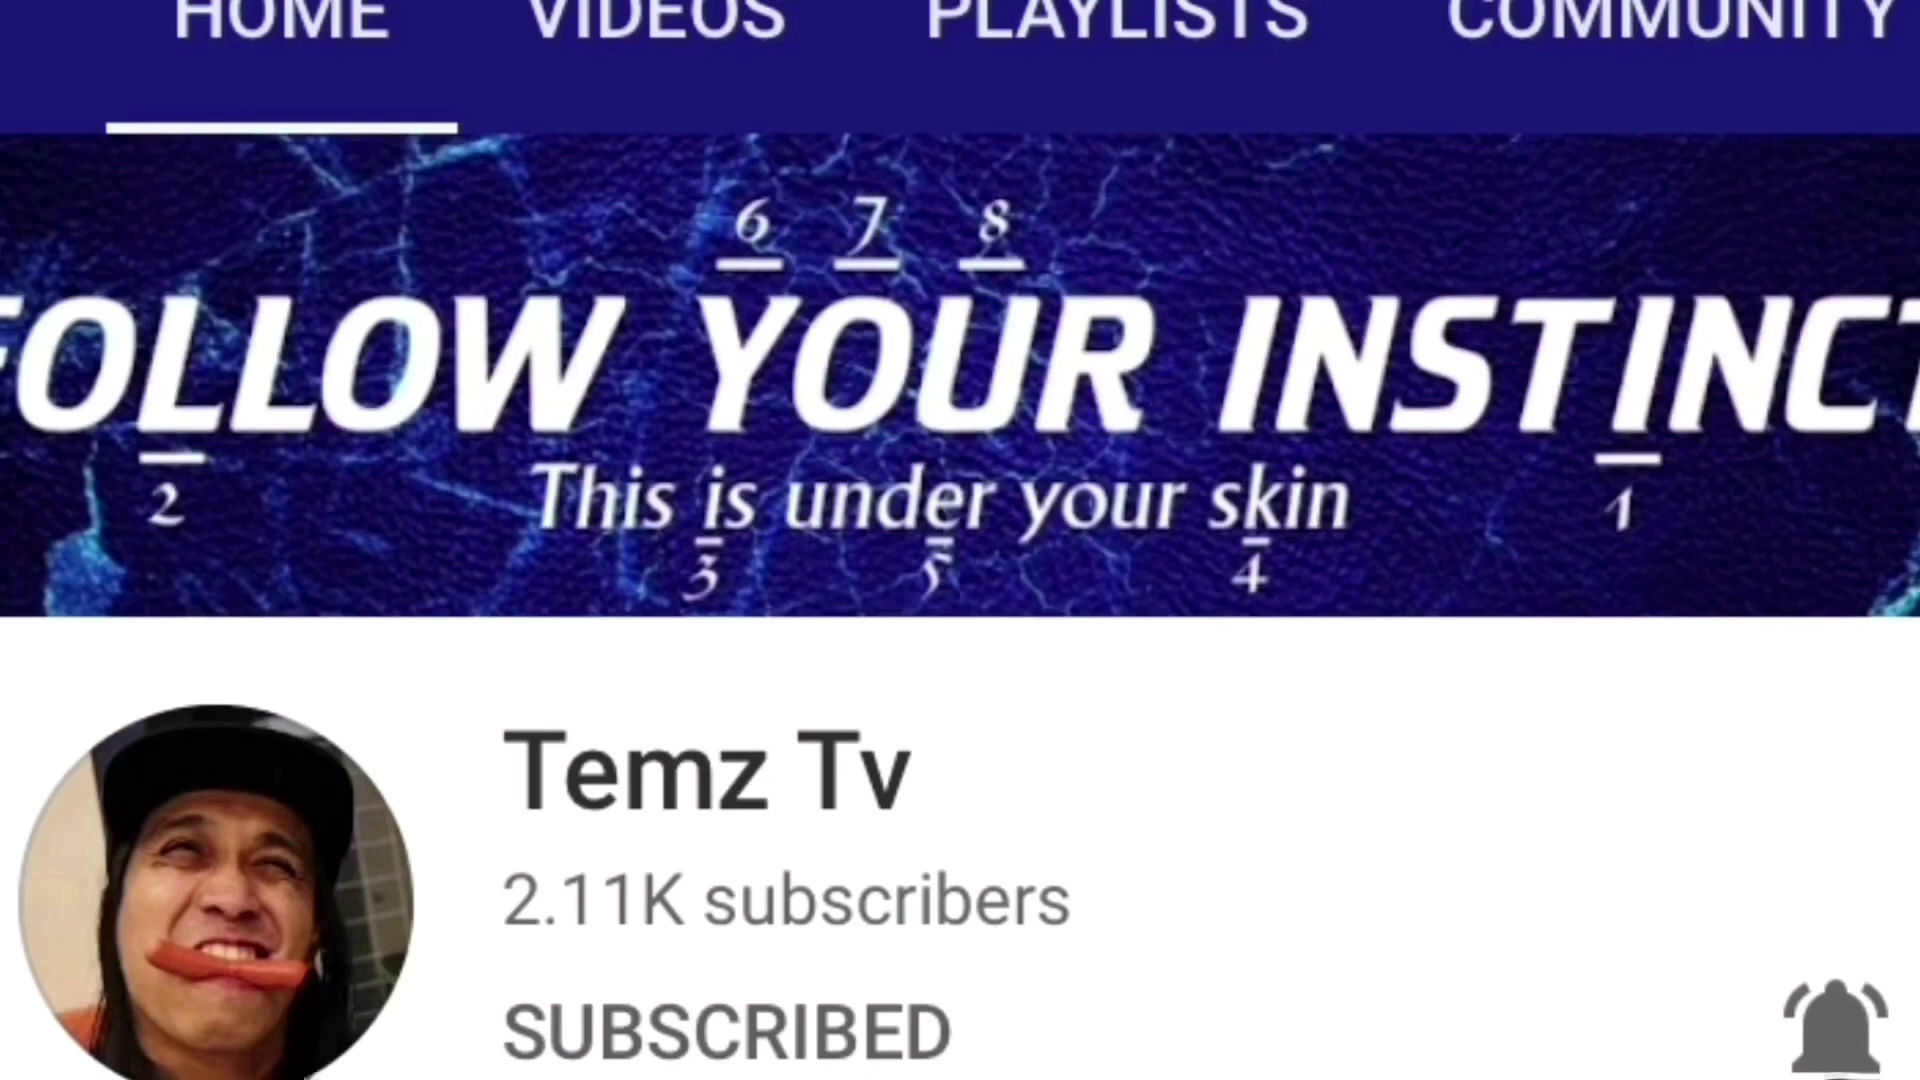 HOME VIDEOS PLAYLISTS COMMUNITY
6 7 8
FOLLOW YOUR INSTINCT
2 1
This is under your skin
3 5 4
Temz Tv
2.11K subscribers
SUBSCRIBED